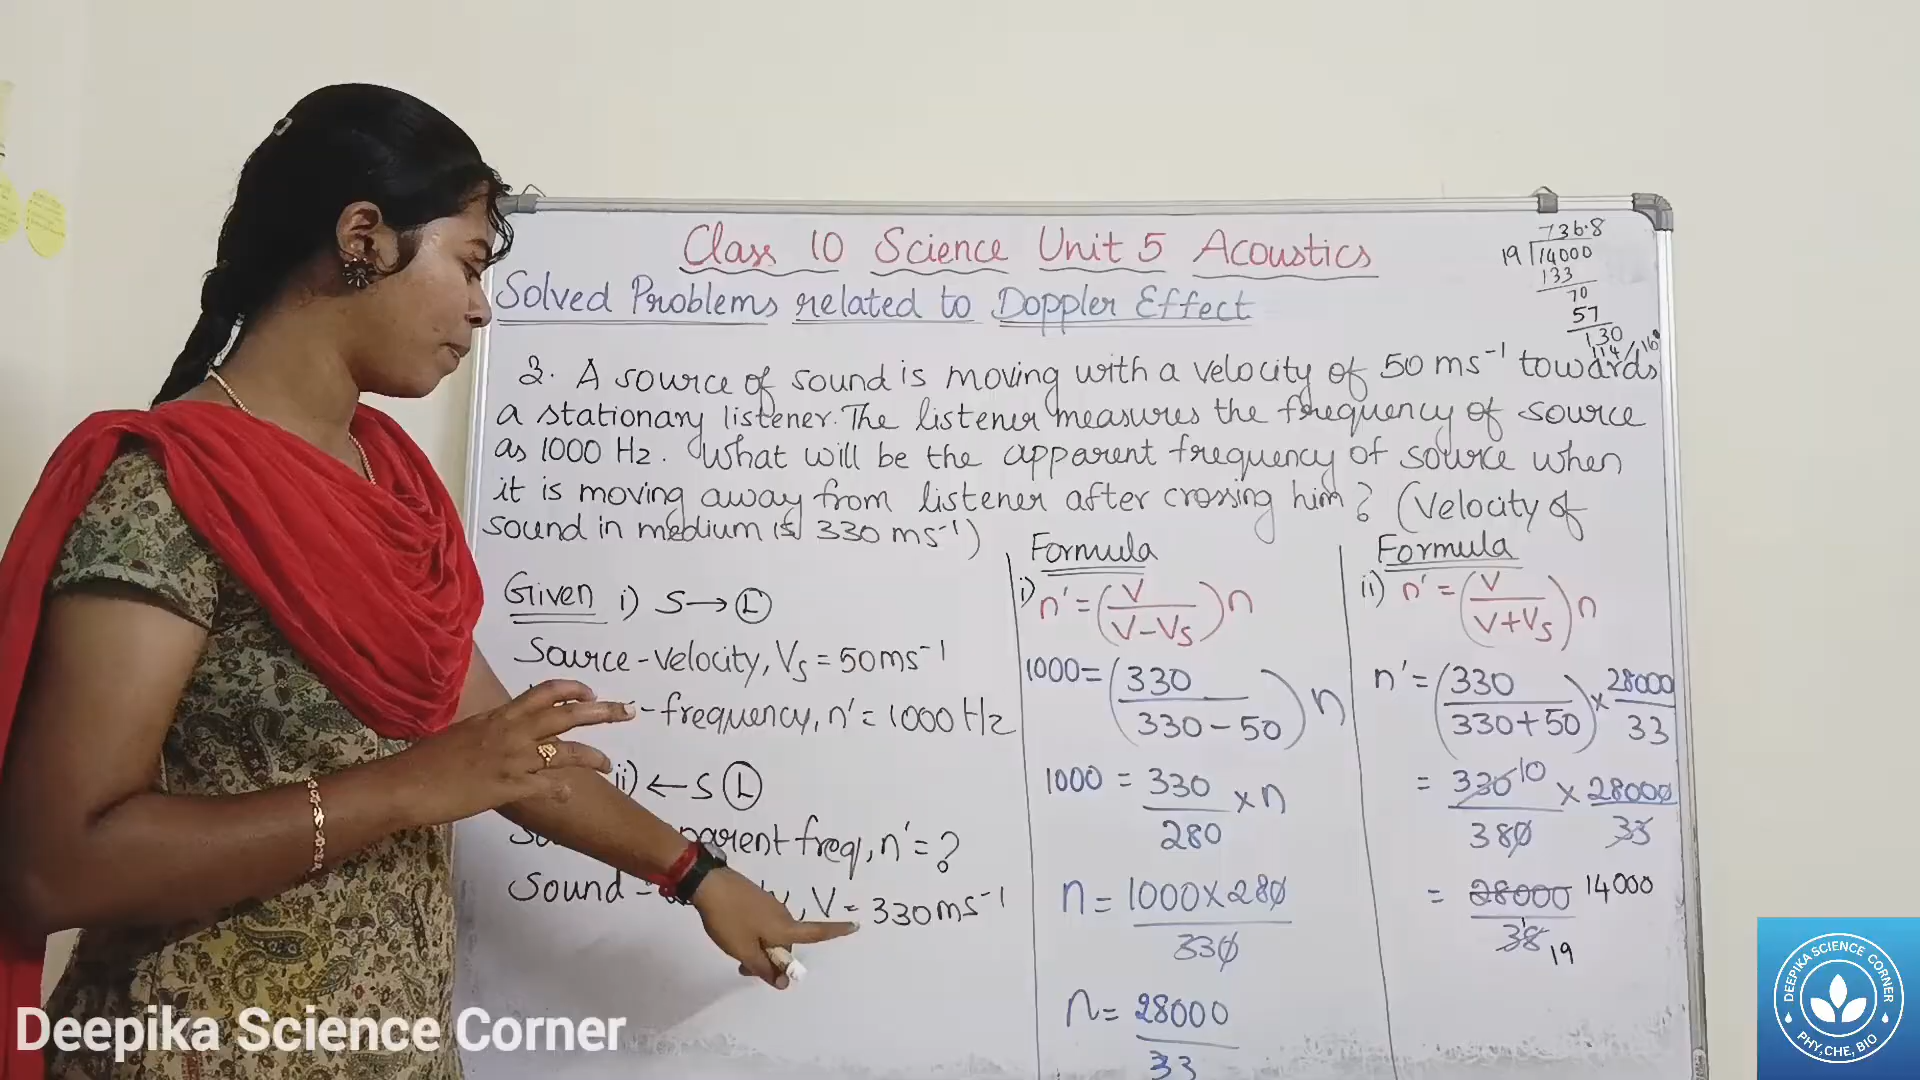 Class 10 Science Unit 5 Acoustics
Solved Problems related to Doppler Effect
736.8
19 14000
133
70
57
130
114/16
3. A source of sound is moving with a velocity of 50 ms⁻¹ towards
a stationary listener. The listener measures the frequency of source
as 1000 Hz. What will be the apparent frequency of source when
it is moving away from listener after crossing him? (Velocity of
sound in medium is 330 ms⁻¹)
Given i) S→Ⓛ
Source-velocity, Vs = 50ms⁻¹
-frequency, n' = 1000 Hz
ii) ←S Ⓛ
parent freq, n' = ?
Sound- V = 330ms⁻¹
Formula
i) n' = (V / V-Vs) n
1000 = (330 / 330-50) n
1000 = 330 / 280 × n
n = 1000×280 / 330
n = 28000 / 33
Formula
ii) n' = (V / V+Vs) n
n' = (330 / 330+50) × 28000 / 33
= 330 10 / 380 × 28000 / 33
= 28000 14000 / 38 19
Deepika Science Corner
DEEPIKA SCIENCE CORNER
PHY, CHE, BIO